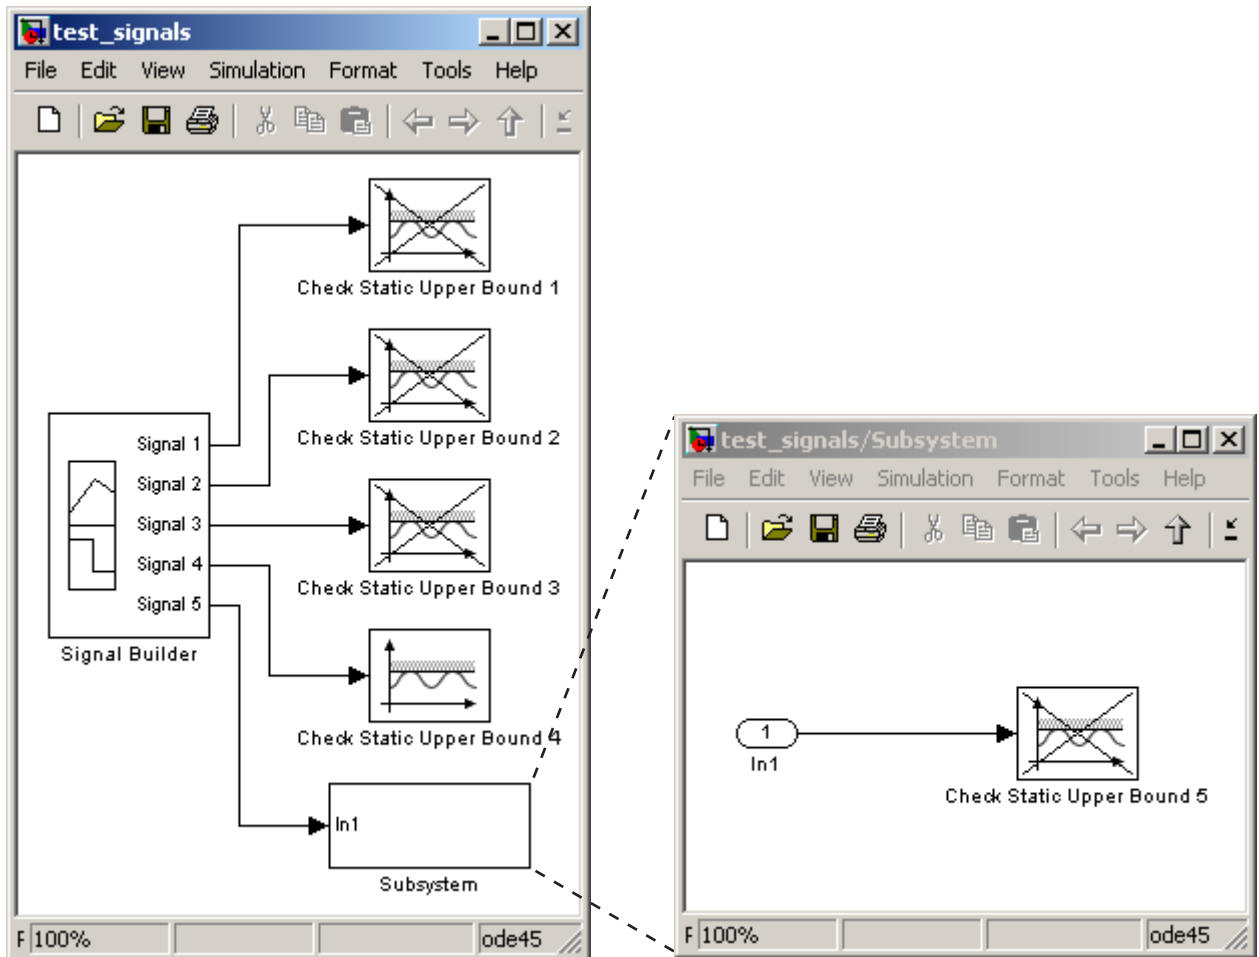 test_signals
File Edit View Simulation Format Tools Help
Check Static Upper Bound 1
Check Static Upper Bound 2
Signal 1
Signal 2
Signal 3
Signal 4
Signal 5
Signal Builder
Check Static Upper Bound 3
Check Static Upper Bound 4
In1
Subsystem
F 100% ode45
test_signals/Subsystem
File Edit View Simulation Format Tools Help
1
In1
Check Static Upper Bound 5
F 100% ode45